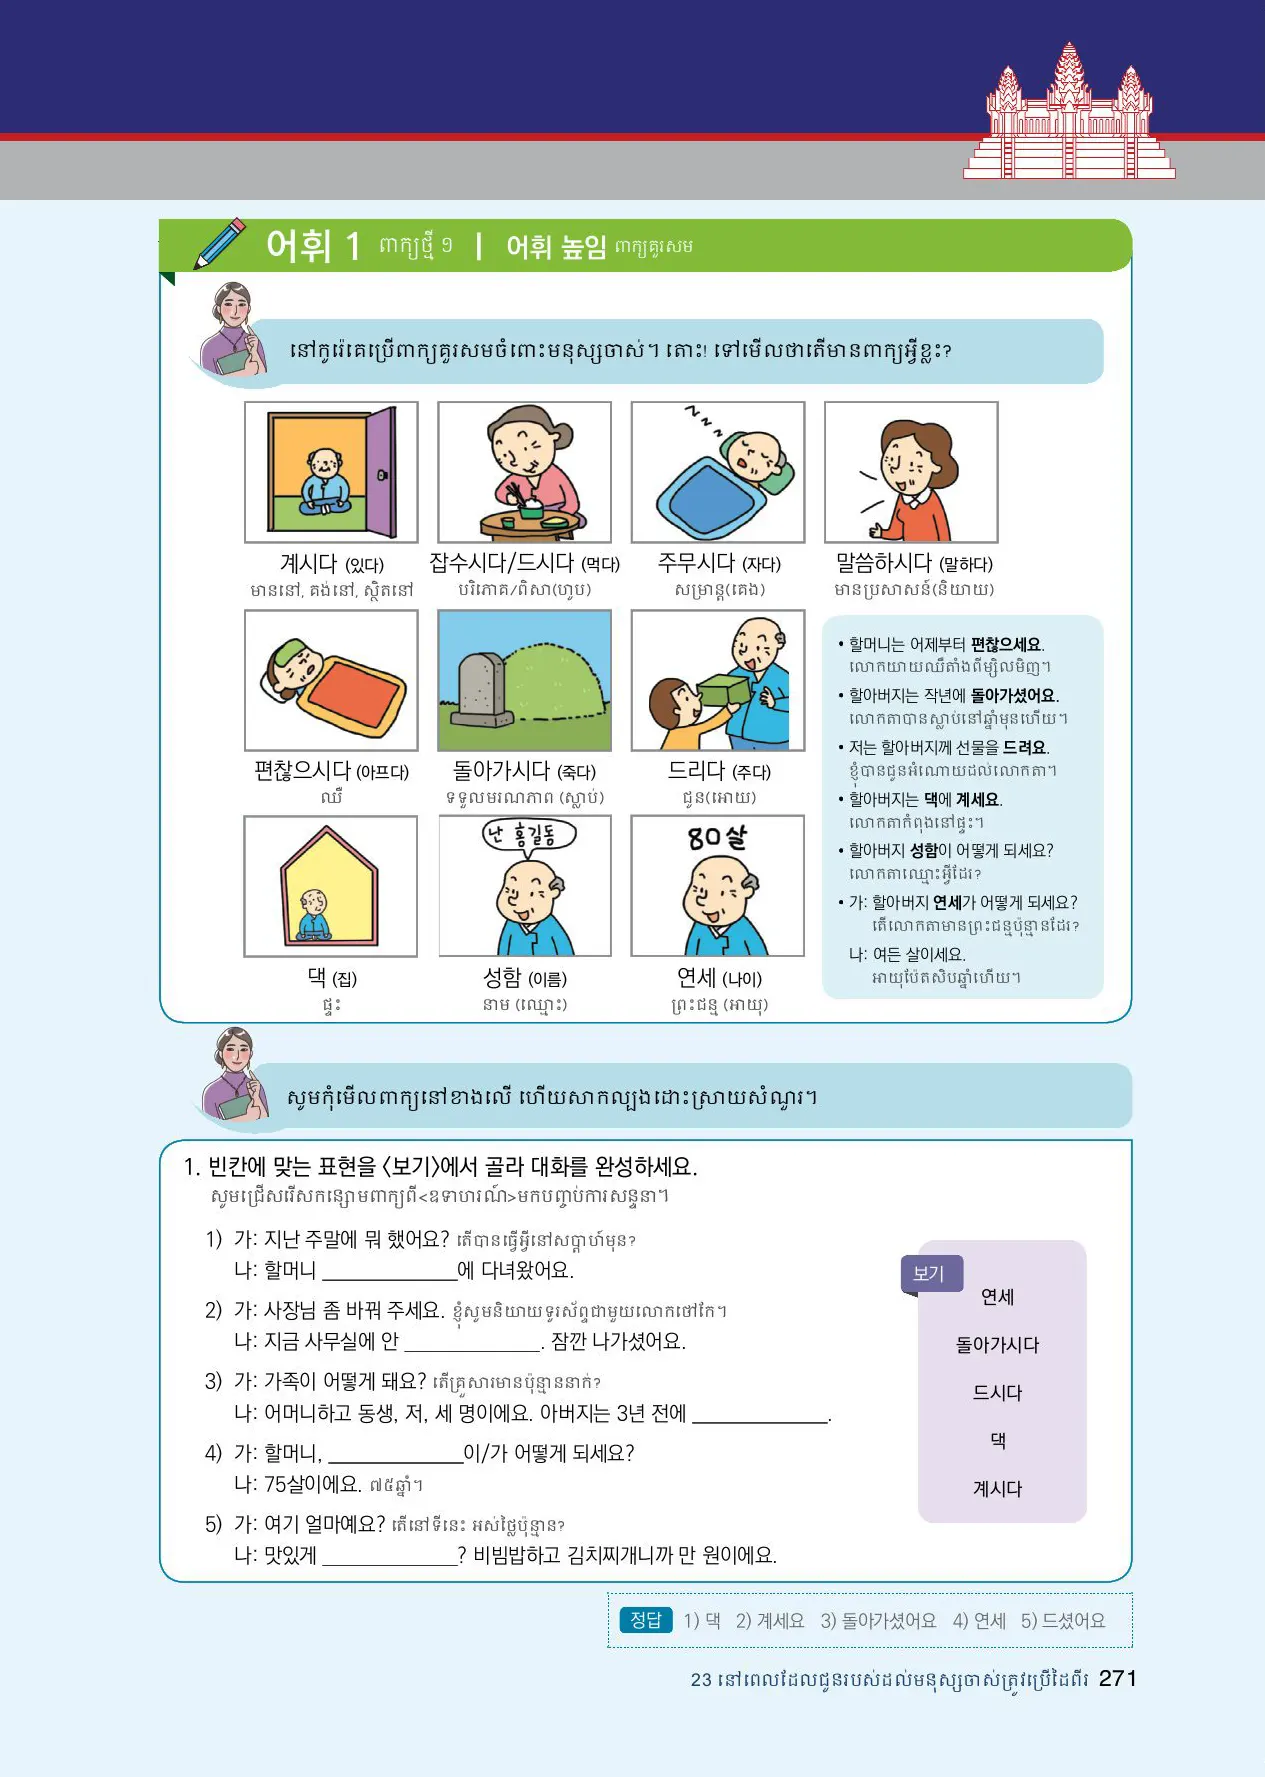 어휘 1 ពាក្យថ្មី ១ | 어휘 높임 ពាក្យគួរសម
នៅកូរ៉េគេប្រើពាក្យគួរសមចំពោះមនុស្សចាស់។ តោះ! ទៅមើលថាតើមានពាក្យអ្វីខ្លះ?
계시다 (있다)
មាននៅ, គង់នៅ, ស្ថិតនៅ
잡수시다/드시다 (먹다)
បរិភោគ/ពិសា(ហូប)
주무시다 (자다)
សម្រាន្ត(គេង)
말씀하시다 (말하다)
មានប្រសាសន៍(និយាយ)
편찮으시다 (아프다)
ឈឺ
돌아가시다 (죽다)
ទទួលមរណភាព (ស្លាប់)
드리다 (주다)
ជូន(អោយ)
난 홍길동
80살
댁 (집)
ផ្ទះ
성함 (이름)
នាម (ឈ្មោះ)
연세 (나이)
ព្រះជន្ម (អាយុ)
• 할머니는 어제부터 편찮으세요.
លោកយាយឈឺតាំងពីម្សិលមិញ។
• 할아버지는 작년에 돌아가셨어요.
លោកតាបានស្លាប់នៅឆ្នាំមុនហើយ។
• 저는 할아버지께 선물을 드려요.
ខ្ញុំបានជូនអំណោយដល់លោកតា។
• 할아버지는 댁에 계세요.
លោកតាកំពុងនៅផ្ទះ។
• 할아버지 성함이 어떻게 되세요?
លោកតាឈ្មោះអ្វីដែរ?
• 가: 할아버지 연세가 어떻게 되세요?
តើលោកតាមានព្រះជន្មប៉ុន្មានដែរ?
나: 여든 살이세요.
អាយុប៉ែតសិបឆ្នាំហើយ។
សូមកុំមើលពាក្យនៅខាងលើ ហើយសាកល្បងដោះស្រាយសំណួរ។
1. 빈칸에 맞는 표현을 〈보기〉에서 골라 대화를 완성하세요.
សូមជ្រើសរើសកន្សោមពាក្យពី<ឧទាហរណ៍>មកបញ្ចប់ការសន្ទនា។
1) 가: 지난 주말에 뭐 했어요? តើបានធ្វើអ្វីនៅសប្តាហ៍មុន?
나: 할머니 _____________에 다녀왔어요.
2) 가: 사장님 좀 바꿔 주세요. ខ្ញុំសូមនិយាយទូរស័ព្ទជាមួយលោកថៅកែ។
나: 지금 사무실에 안 _____________. 잠깐 나가셨어요.
3) 가: 가족이 어떻게 돼요? តើគ្រួសារមានប៉ុន្មាននាក់?
나: 어머니하고 동생, 저, 세 명이에요. 아버지는 3년 전에 _____________.
4) 가: 할머니, _____________이/가 어떻게 되세요?
나: 75살이에요. ៧៥ឆ្នាំ។
5) 가: 여기 얼마예요? តើនៅទីនេះ អស់ថ្លៃប៉ុន្មាន?
나: 맛있게 _____________? 비빔밥하고 김치찌개니까 만 원이에요.
보기
연세
돌아가시다
드시다
댁
계시다
정답 1) 댁 2) 계세요 3) 돌아가셨어요 4) 연세 5) 드셨어요
23 នៅពេលដែលជូនរបស់ដល់មនុស្សចាស់ត្រូវប្រើដៃពីរ 271